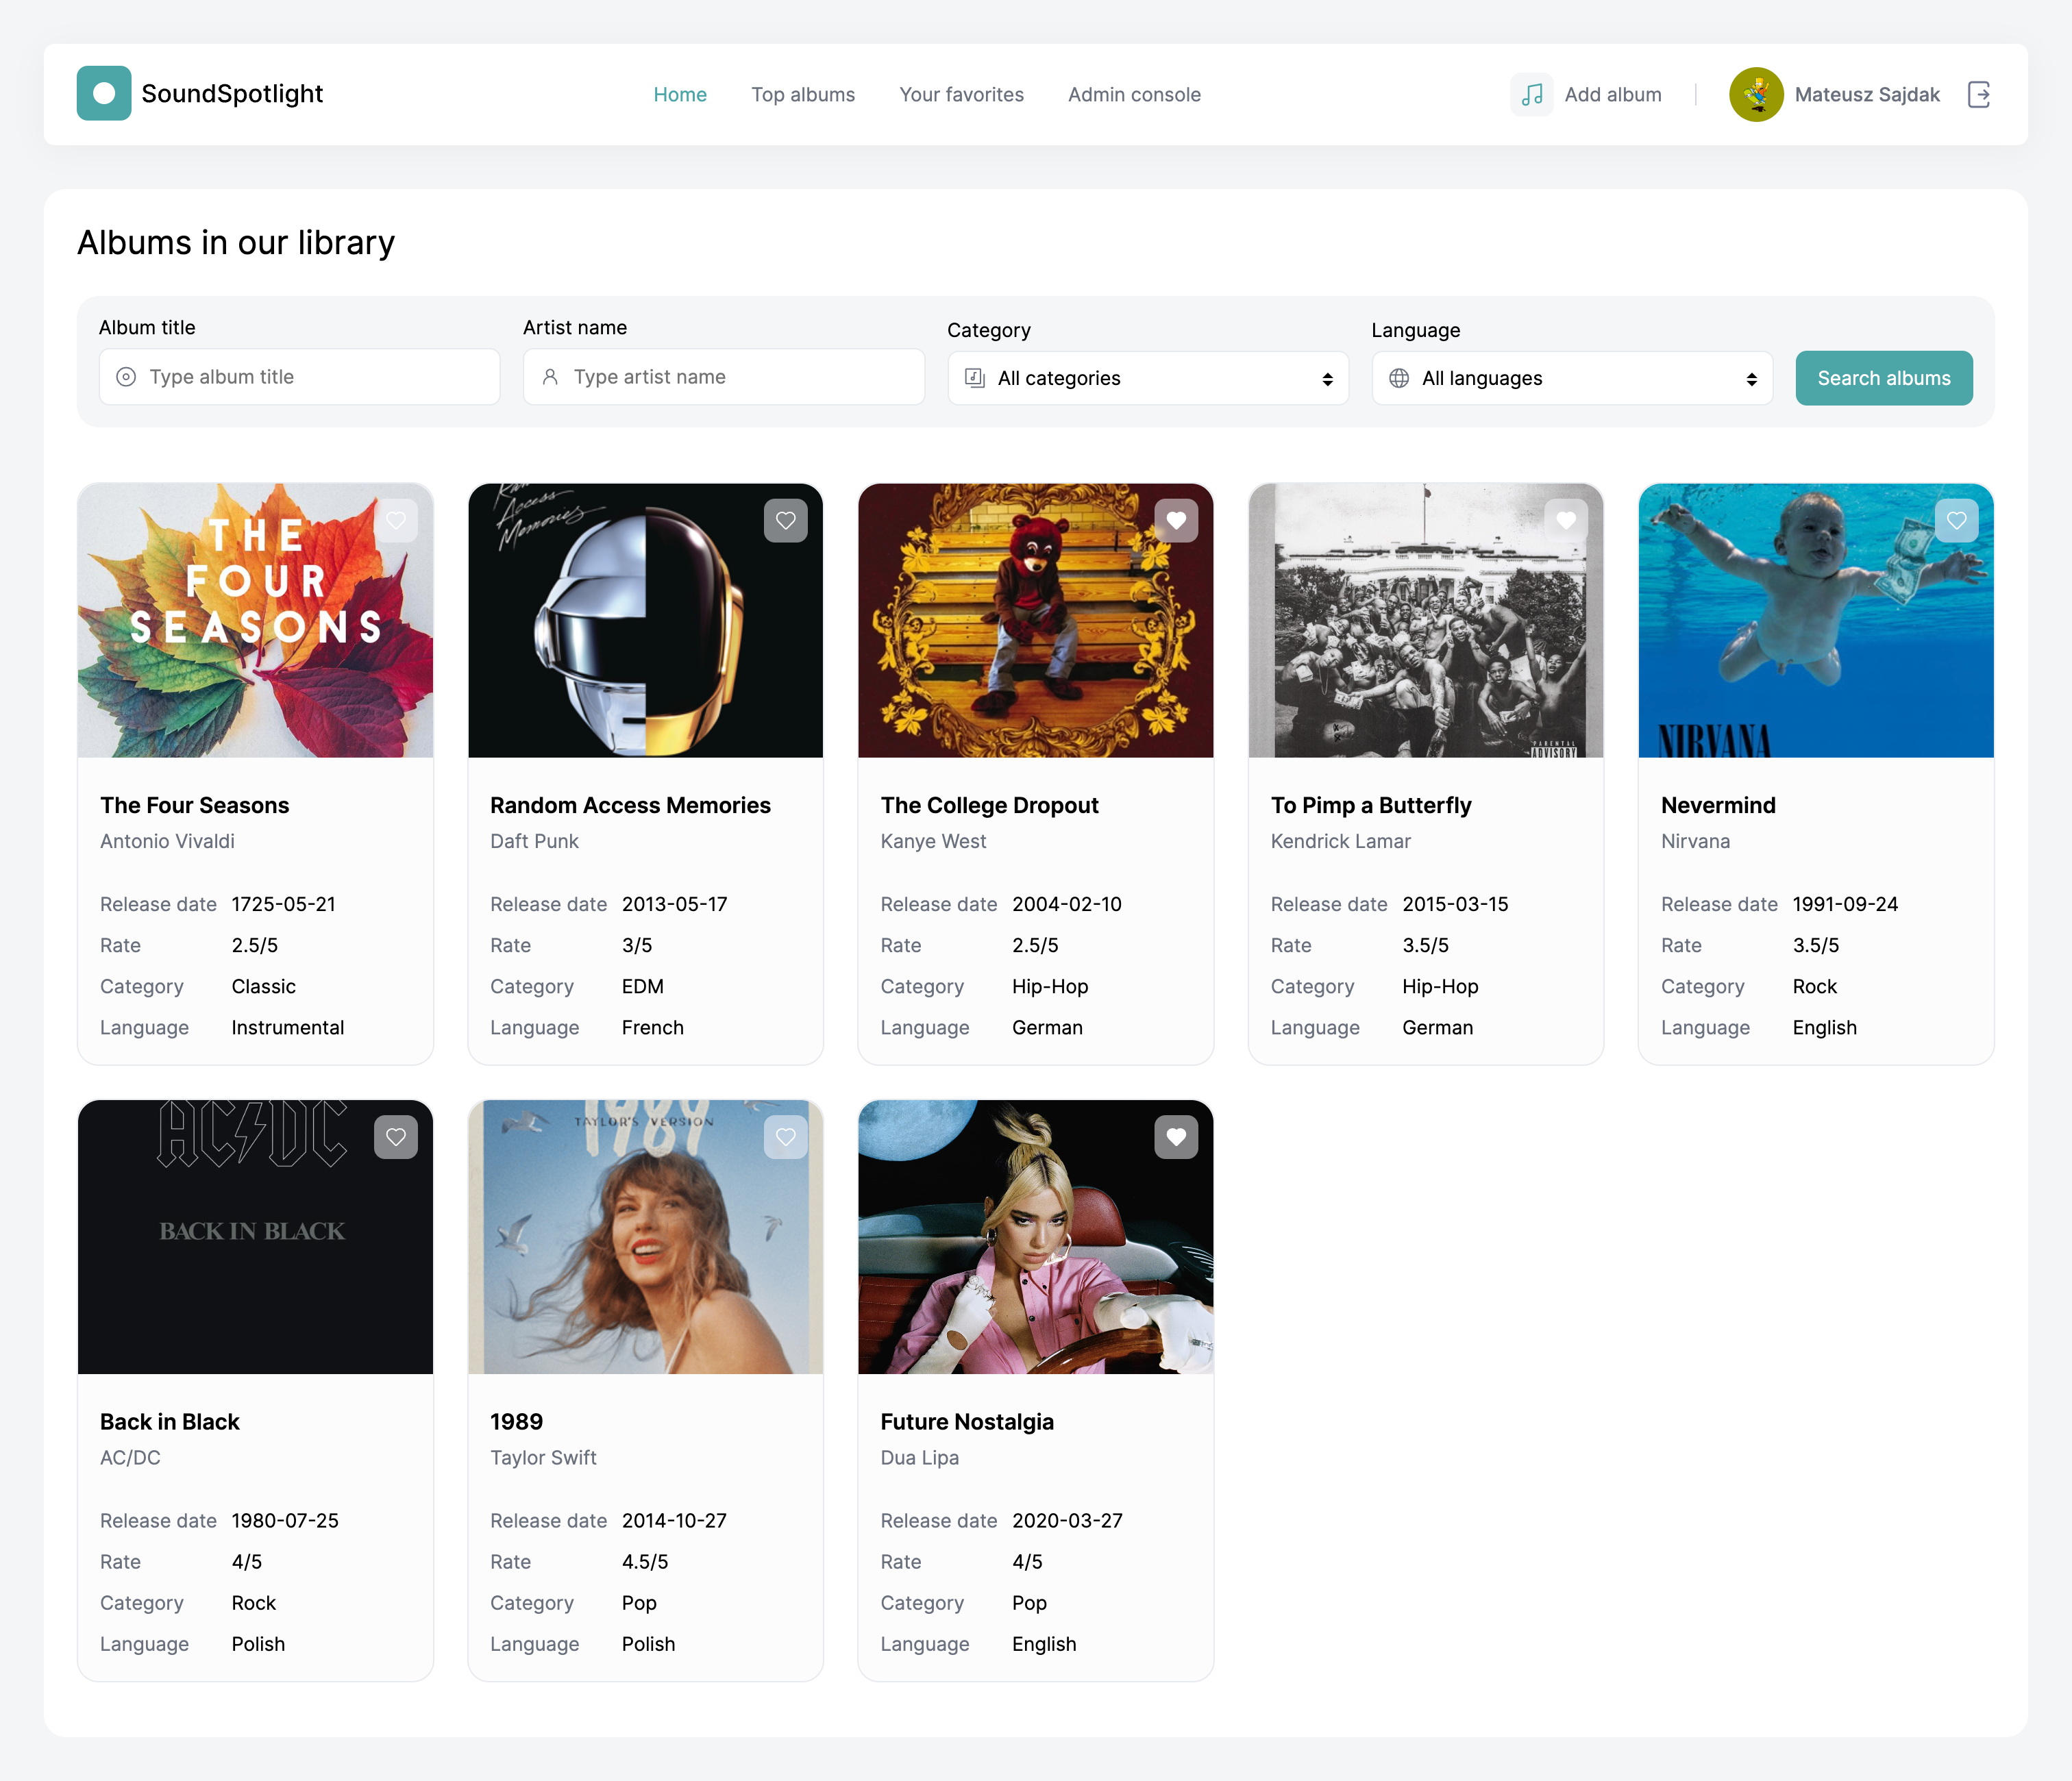 SoundSpotlight
Home
Top albums
Your favorites
Admin console
Add album
Mateusz Sajdak
Albums in our library
Album title
Artist name
Category
Language
Type album title
Type artist name
All categories
All languages
Search albums
THE
FOUR
SEASONS
The Four Seasons
Antonio Vivaldi
Release date 1725-05-21
Rate 2.5/5
Category Classic
Language Instrumental
Random
Access
Memories
Random Access Memories
Daft Punk
Release date 2013-05-17
Rate 3/5
Category EDM
Language French
The College Dropout
Kanye West
Release date 2004-02-10
Rate 2.5/5
Category Hip-Hop
Language German
PARENTAL
ADVISORY
To Pimp a Butterfly
Kendrick Lamar
Release date 2015-03-15
Rate 3.5/5
Category Hip-Hop
Language German
NIRVANA
Nevermind
Nirvana
Release date 1991-09-24
Rate 3.5/5
Category Rock
Language English
AC/DC
BACK IN BLACK
Back in Black
AC/DC
Release date 1980-07-25
Rate 4/5
Category Rock
Language Polish
1989
TAYLOR'S VERSION
1989
Taylor Swift
Release date 2014-10-27
Rate 4.5/5
Category Pop
Language Polish
Future Nostalgia
Dua Lipa
Release date 2020-03-27
Rate 4/5
Category Pop
Language English